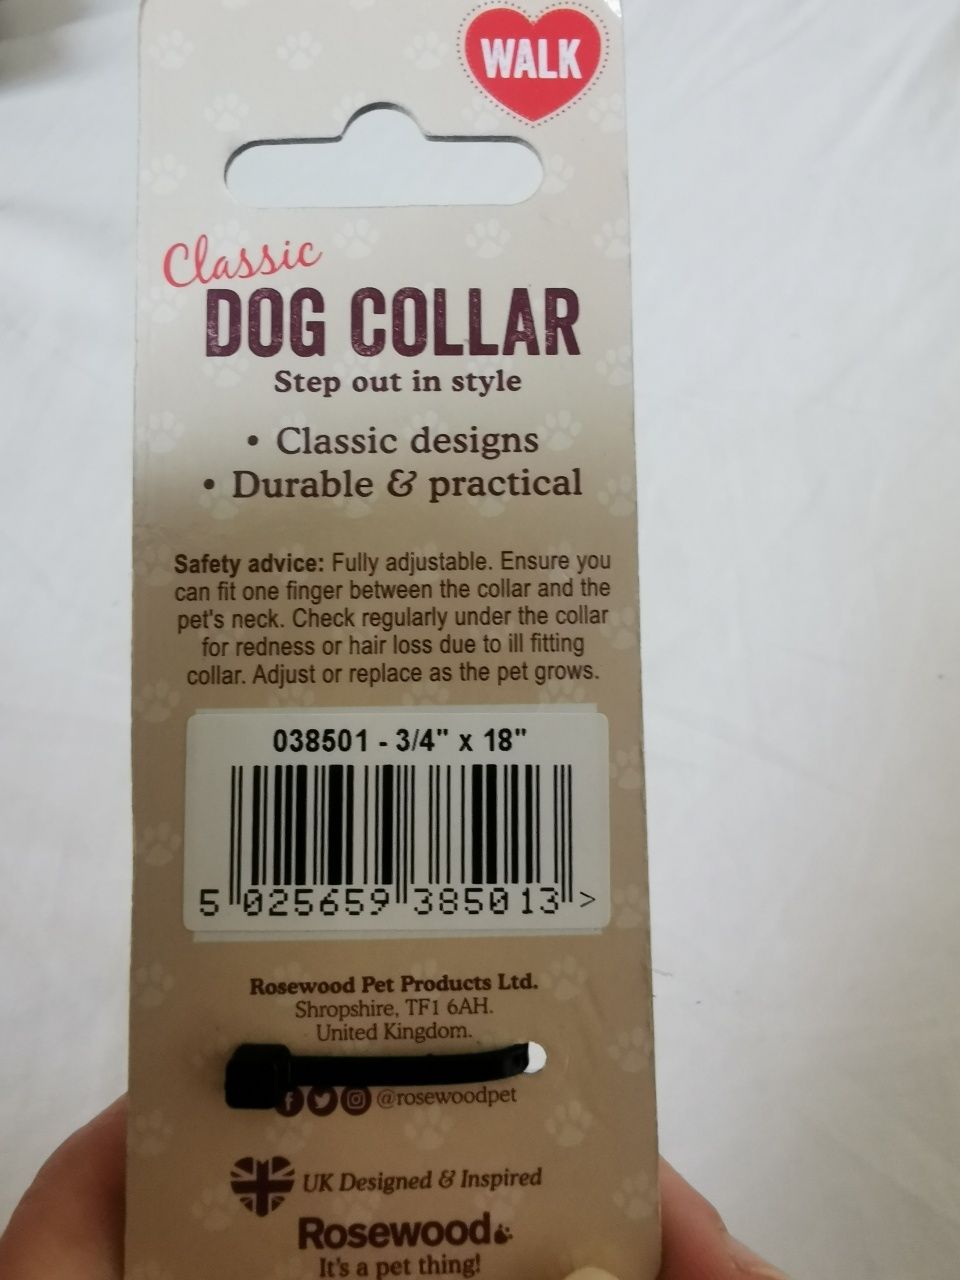 WALK
Classic
DOG COLLAR
Step out in style
• Classic designs
• Durable & practical
Safety advice: Fully adjustable. Ensure you
can fit one finger between the collar and the
pet's neck. Check regularly under the collar
for redness or hair loss due to ill fitting
collar. Adjust or replace as the pet grows.
038501 - 3/4" x 18"
5 025659 385013 >
Rosewood Pet Products Ltd.
Shropshire, TF1 6AH.
United Kingdom.
@rosewoodpet
UK Designed & Inspired
Rosewood
It's a pet thing!